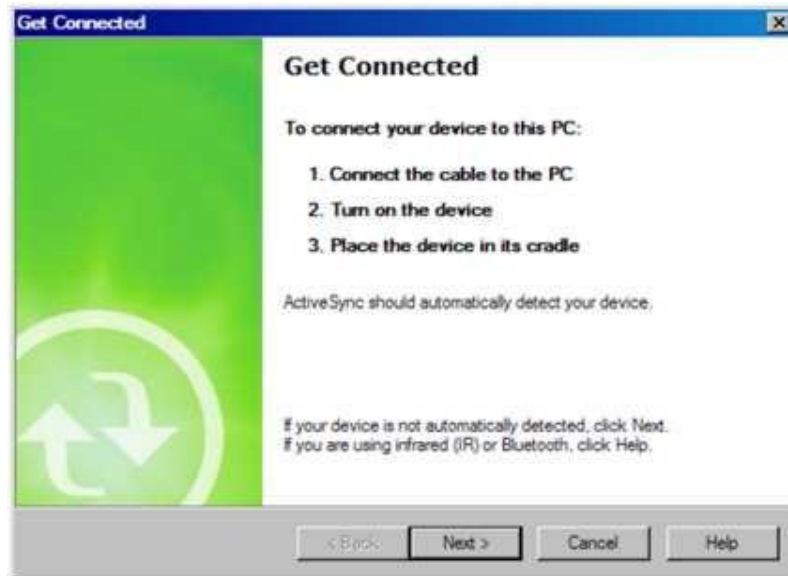 Get Connected
Get Connected
To connect your device to this PC:
1. Connect the cable to the PC
2. Turn on the device
3. Place the device in its cradle
ActiveSync should automatically detect your device.
If your device is not automatically detected, click Next.
If you are using infrared (IR) or Bluetooth, click Help.
< Back Next > Cancel Help